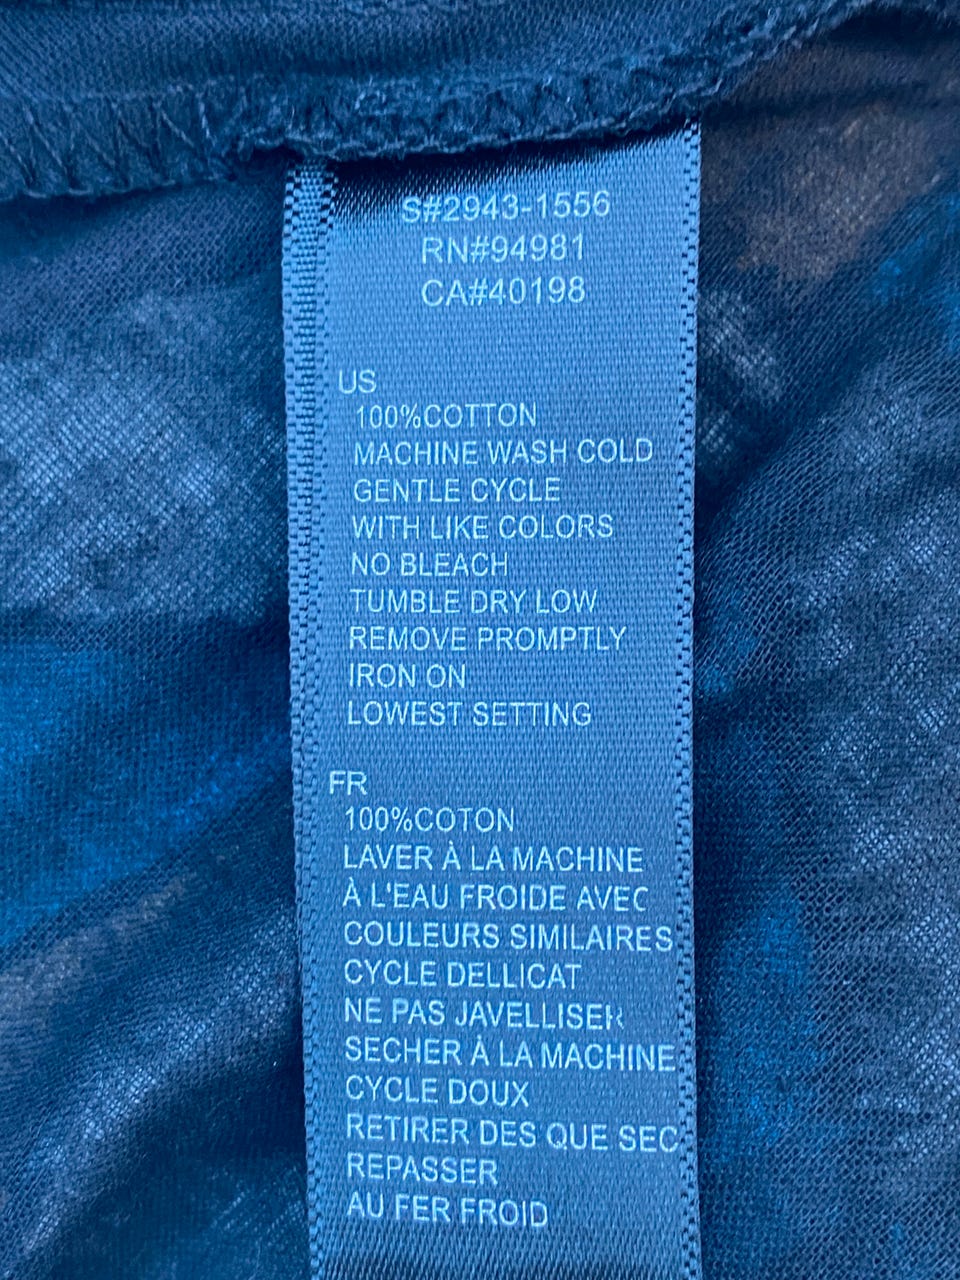 S#2943-1556
RN#94981
CA#40198
US
100%COTTON
MACHINE WASH COLD
GENTLE CYCLE
WITH LIKE COLORS
NO BLEACH
TUMBLE DRY LOW
REMOVE PROMPTLY
IRON ON
LOWEST SETTING
FR
100%COTON
LAVER À LA MACHINE
À L'EAU FROIDE AVEC
COULEURS SIMILAIRES
CYCLE DELLICAT
NE PAS JAVELLISER
SECHER À LA MACHINE
CYCLE DOUX
RETIRER DES QUE SEC
REPASSER
AU FER FROID